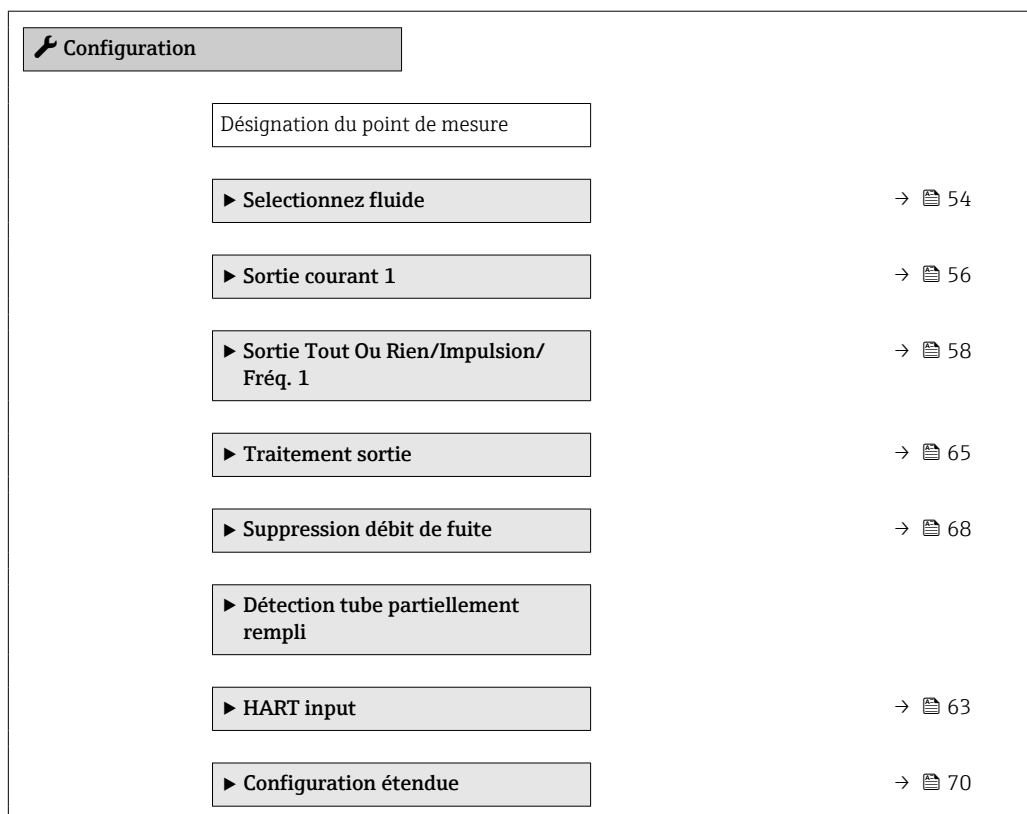 Configuration
Désignation du point de mesure
▶ Selectionnez fluide → 54
▶ Sortie courant 1 → 56
▶ Sortie Tout Ou Rien/Impulsion/ → 58
Fréq. 1
▶ Traitement sortie → 65
▶ Suppression débit de fuite → 68
▶ Détection tube partiellement
rempli
▶ HART input → 63
▶ Configuration étendue → 70